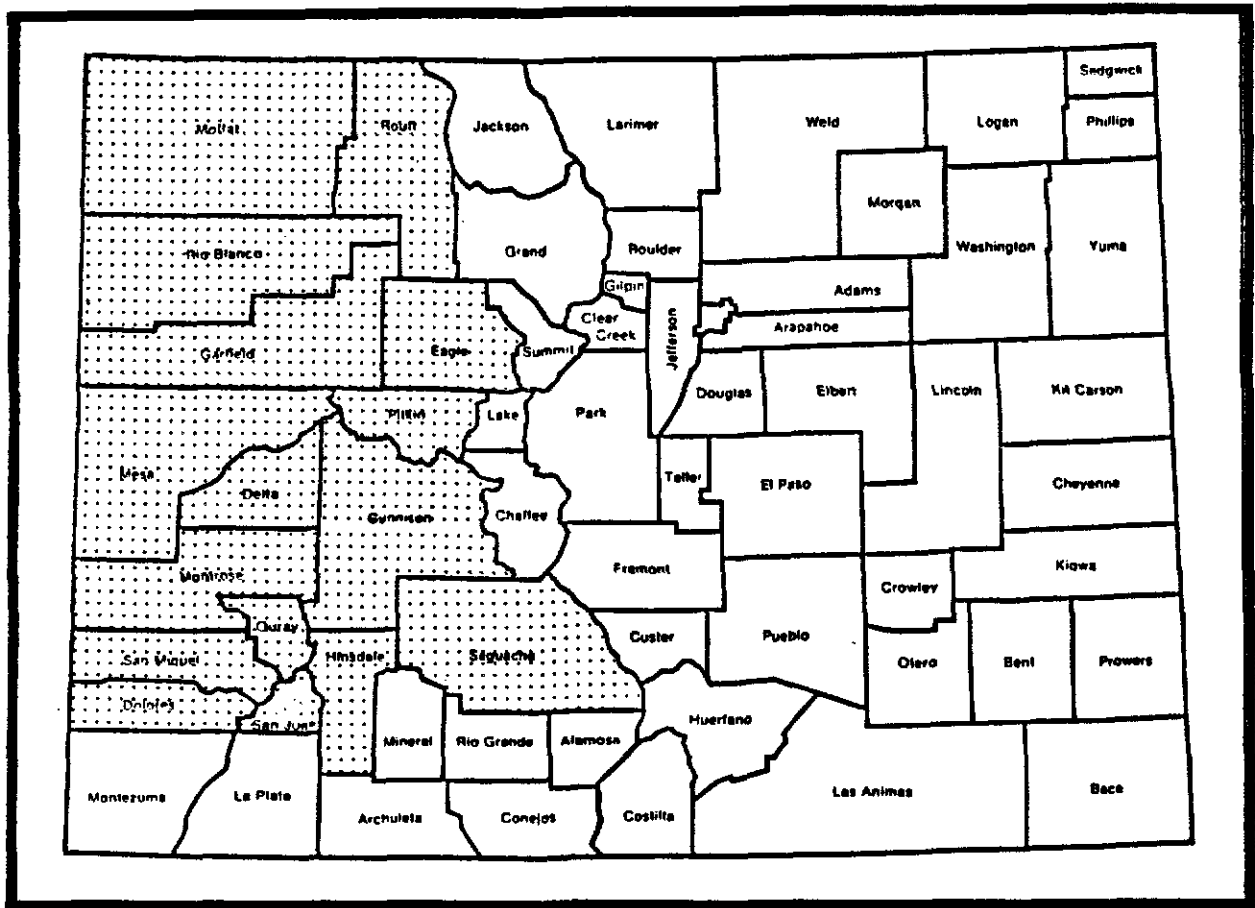 Moffat
Routt
Jackson
Larimer
Weld
Logan
Sedgwick
Phillips
Morgan
Rio Blanco
Grand
Boulder
Washington
Yuma
Gilpin
Adams
Clear
Creek
Jefferson
Arapahoe
Garfield
Eagle
Summit
Douglas
Elbert
Lincoln
Kit Carson
Pitkin
Lake
Park
Mesa
Delta
Gunnison
Chaffee
Teller
El Paso
Cheyenne
Montrose
Fremont
Crowley
Kiowa
Ouray
San Miguel
Hinsdale
Saguache
Custer
Pueblo
Otero
Bent
Prowers
Dolores
San Juan
Mineral
Rio Grande
Alamosa
Huerfano
Montezuma
La Plata
Archuleta
Conejos
Costilla
Las Animas
Baca